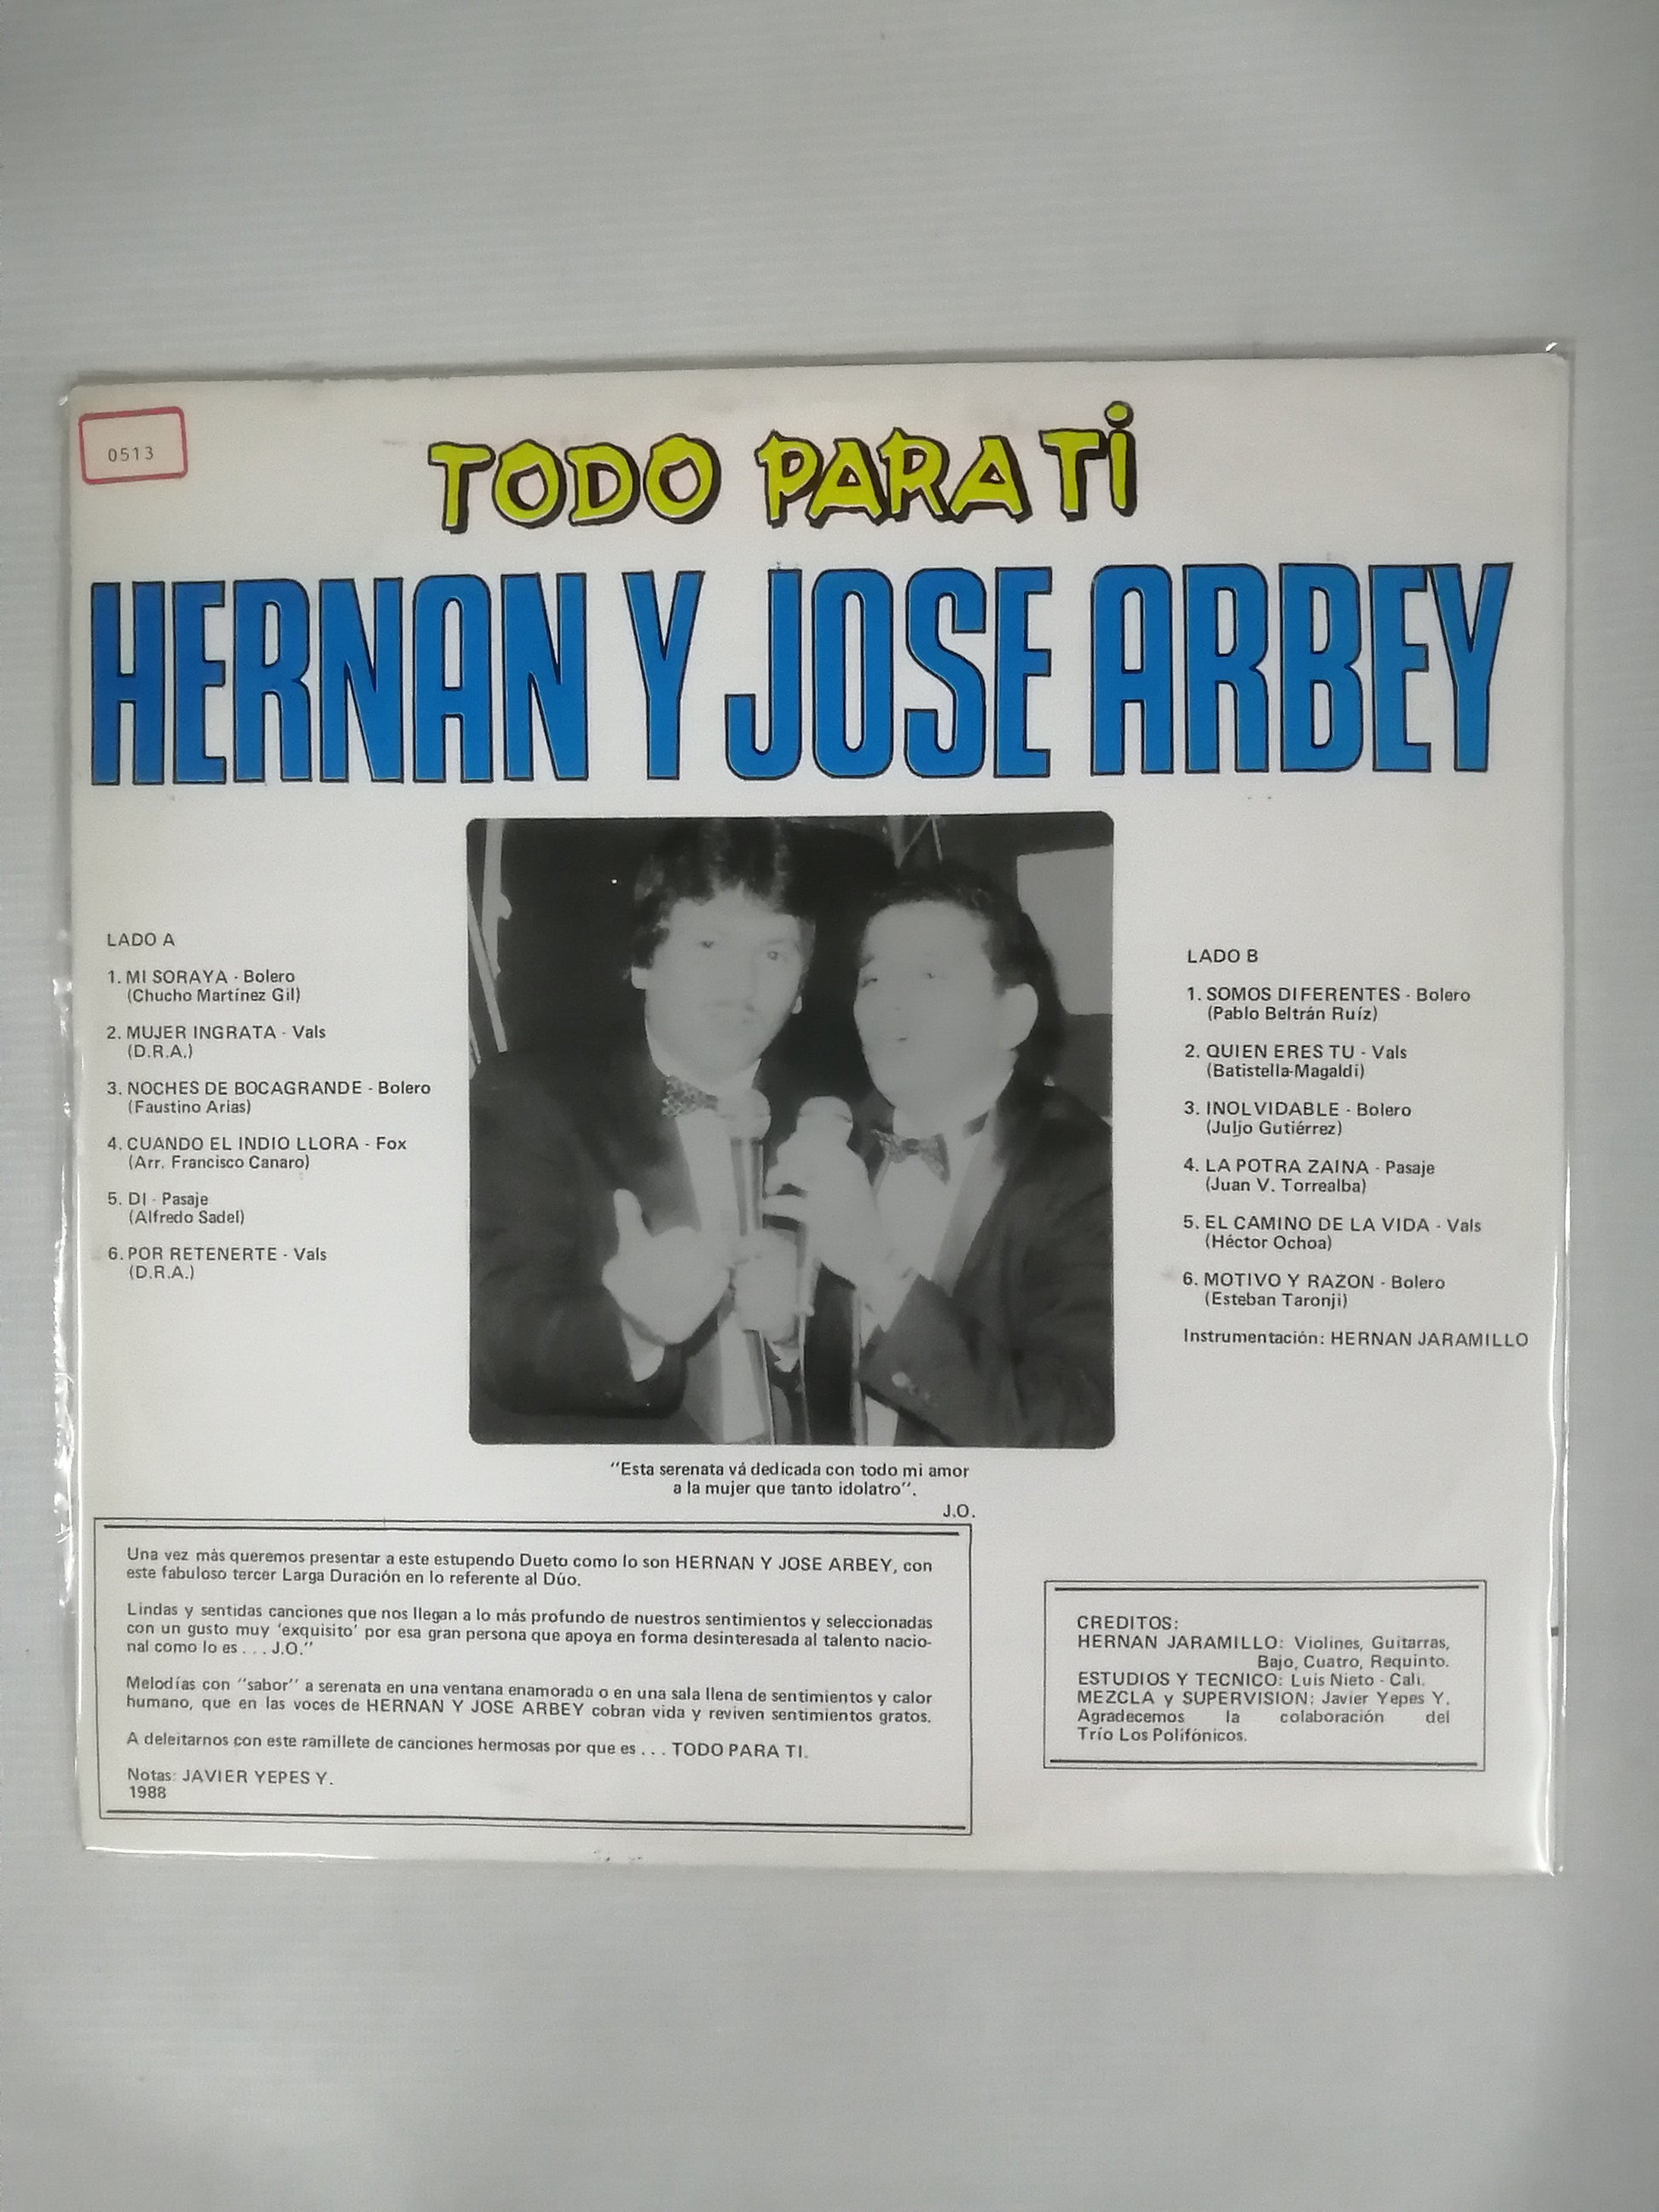 0513
TODO PARA TI
HERNAN Y JOSE ARBEY
LADO A
1. MI SORAYA - Bolero
(Chucho Martínez Gil)
2. MUJER INGRATA - Vals
(D.R.A.)
3. NOCHES DE BOCAGRANDE - Bolero
(Faustino Arias)
4. CUANDO EL INDIO LLORA - Fox
(Arr. Francisco Canaro)
5. DI - Pasaje
(Alfredo Sadel)
6. POR RETENERTE - Vals
(D.R.A.)
LADO B
1. SOMOS DIFERENTES - Bolero
(Pablo Beltrán Ruíz)
2. QUIEN ERES TU - Vals
(Batistella-Magaldi)
3. INOLVIDABLE - Bolero
(Julio Gutiérrez)
4. LA POTRA ZAINA - Pasaje
(Juan V. Torrealba)
5. EL CAMINO DE LA VIDA - Vals
(Héctor Ochoa)
6. MOTIVO Y RAZON - Bolero
(Esteban Taronji)
Instrumentación: HERNAN JARAMILLO
"Esta serenata vá dedicada con todo mi amor
a la mujer que tanto idolatro".
J.O.
Una vez más queremos presentar a este estupendo Dueto como lo son HERNAN Y JOSE ARBEY, con
este fabuloso tercer Larga Duración en lo referente al Dúo.
Lindas y sentidas canciones que nos llegan a lo más profundo de nuestros sentimientos y seleccionadas
con un gusto muy 'exquisito' por esa gran persona que apoya en forma desinteresada al talento nacio-
nal como lo es . . . J.O."
Melodías con "sabor" a serenata en una ventana enamorada o en una sala llena de sentimientos y calor
humano, que en las voces de HERNAN Y JOSE ARBEY cobran vida y reviven sentimientos gratos.
A deleitarnos con este ramillete de canciones hermosas por que es . . . TODO PARA TI.
Notas: JAVIER YEPES Y.
1988
CREDITOS:
HERNAN JARAMILLO: Violines, Guitarras,
Bajo, Cuatro, Requinto.
ESTUDIOS Y TECNICO: Luis Nieto - Cali.
MEZCLA y SUPERVISION: Javier Yepes Y.
Agradecemos la colaboración del
Trío Los Polifónicos.